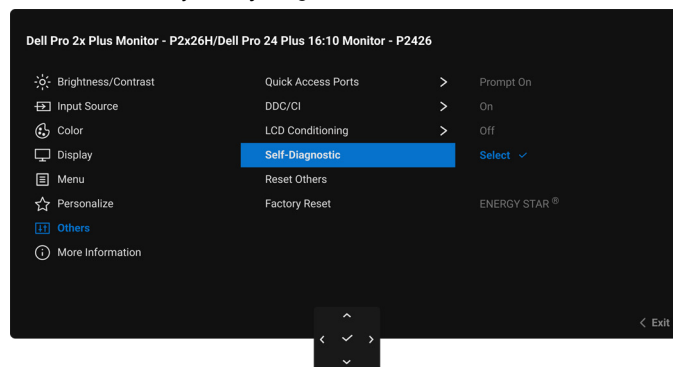 Dell Pro 2x Plus Monitor - P2x26H/Dell Pro 24 Plus 16:10 Monitor - P2426
Brightness/Contrast Quick Access Ports Prompt On
Input Source DDC/CI On
Color LCD Conditioning Off
Display Self-Diagnostic Select
Menu Reset Others
Personalize Factory Reset ENERGY STAR ®
Others
More Information
Exit